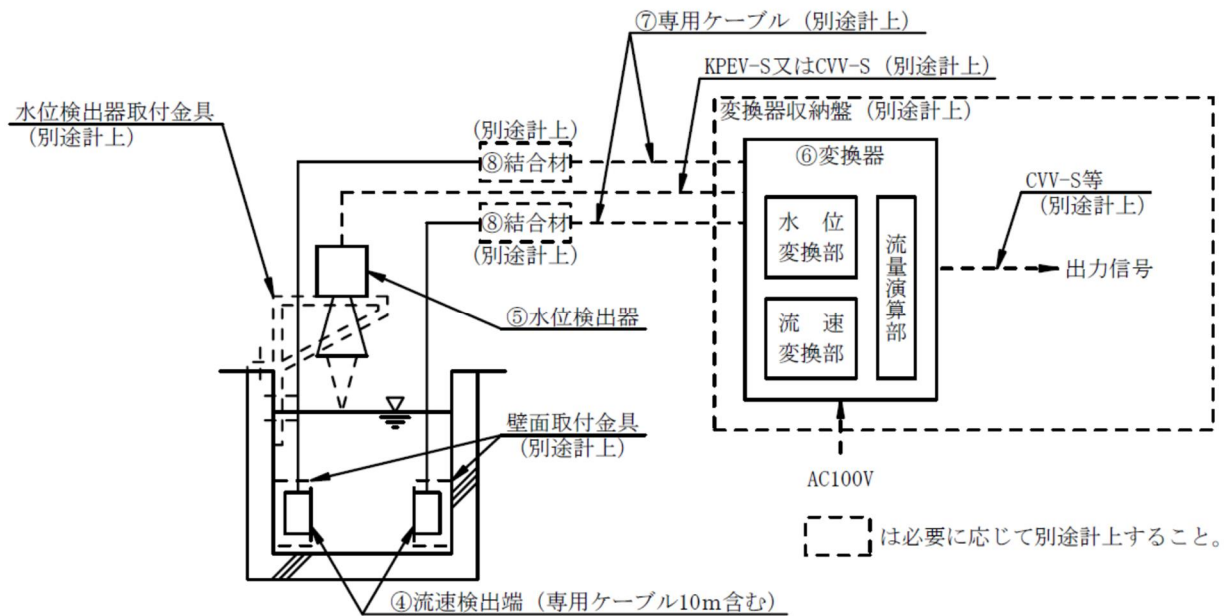 ⑦専用ケーブル (別途計上)
KPEV-S又はCVV-S (別途計上)
水位検出器取付金具
(別途計上)
変換器収納盤 (別途計上)
(別途計上)
⑧結合材
⑥変換器
CVV-S等
(別途計上)
⑧結合材
(別途計上)
水 位
変換部
流量演算部
出力信号
⑤水位検出器
流 速
変換部
壁面取付金具
(別途計上)
AC100V
は必要に応じて別途計上すること。
④流速検出端 (専用ケーブル10m含む)